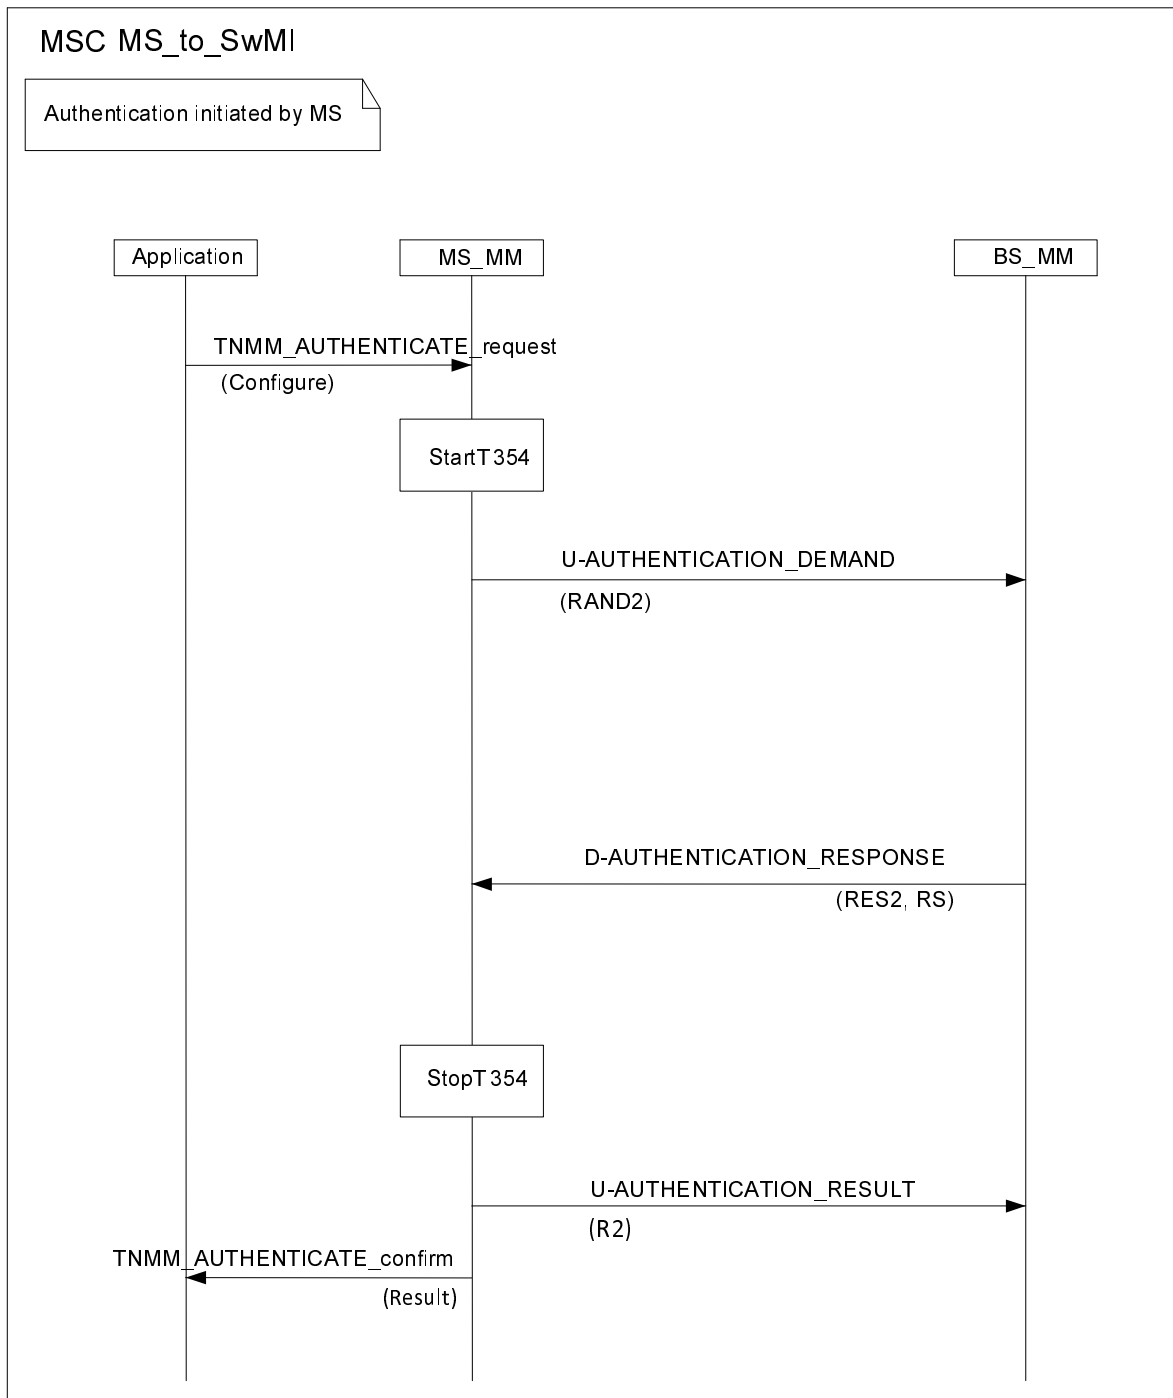 MSC MS_to_SwMI
Authentication initiated by MS
Application
MS_MM
BS_MM
TNMM_AUTHENTICATE_request
(Configure)
StartT354
U-AUTHENTICATION_DEMAND
(RAND2)
D-AUTHENTICATION_RESPONSE
(RES2, RS)
StopT354
U-AUTHENTICATION_RESULT
(R2)
TNMM_AUTHENTICATE_confirm
(Result)